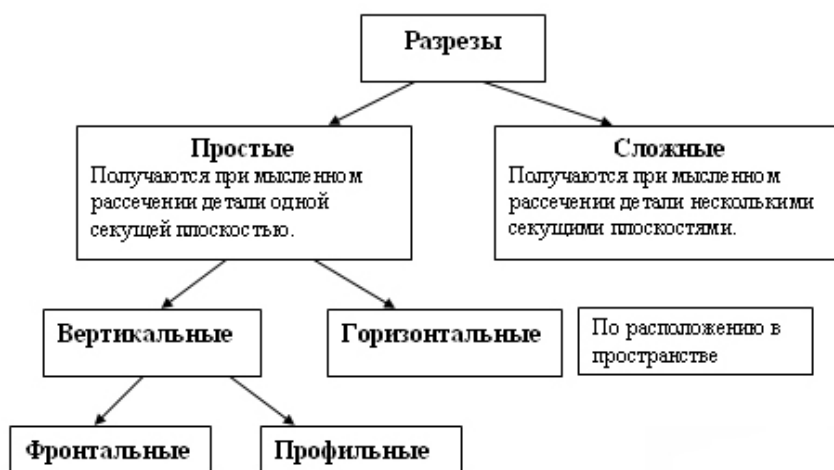 Разрезы
Простые
Получаются при мысленном
рассечении детали одной
секущей плоскостью.
Сложные
Получаются при мысленном
рассечении детали несколькими
секущими плоскостями.
Вертикальные
Горизонтальные
По расположению в
пространстве
Фронтальные
Профильные